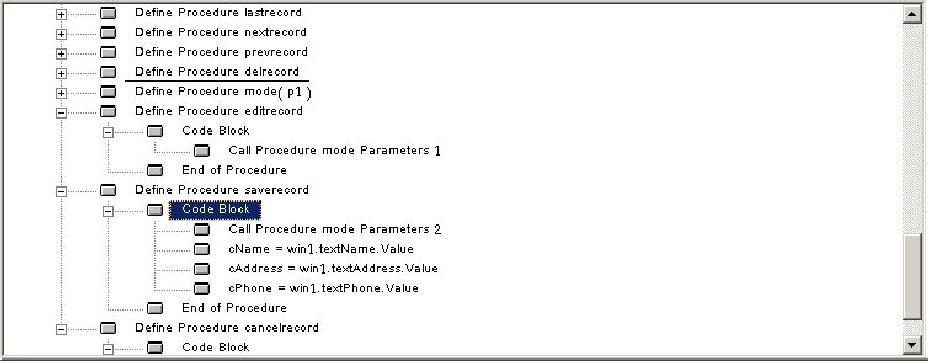 Define Procedure lastrecord
Define Procedure nextrecord
Define Procedure prevrecord
Define Procedure delrecord
Define Procedure mode( p1 )
Define Procedure editrecord
Code Block
Call Procedure mode Parameters 1
End of Procedure
Define Procedure saverecord
Code Block
Call Procedure mode Parameters 2
cName = win1.textName.Value
cAddress = win1.textAddress.Value
cPhone = win1.textPhone.Value
End of Procedure
Define Procedure cancelrecord
Code Block